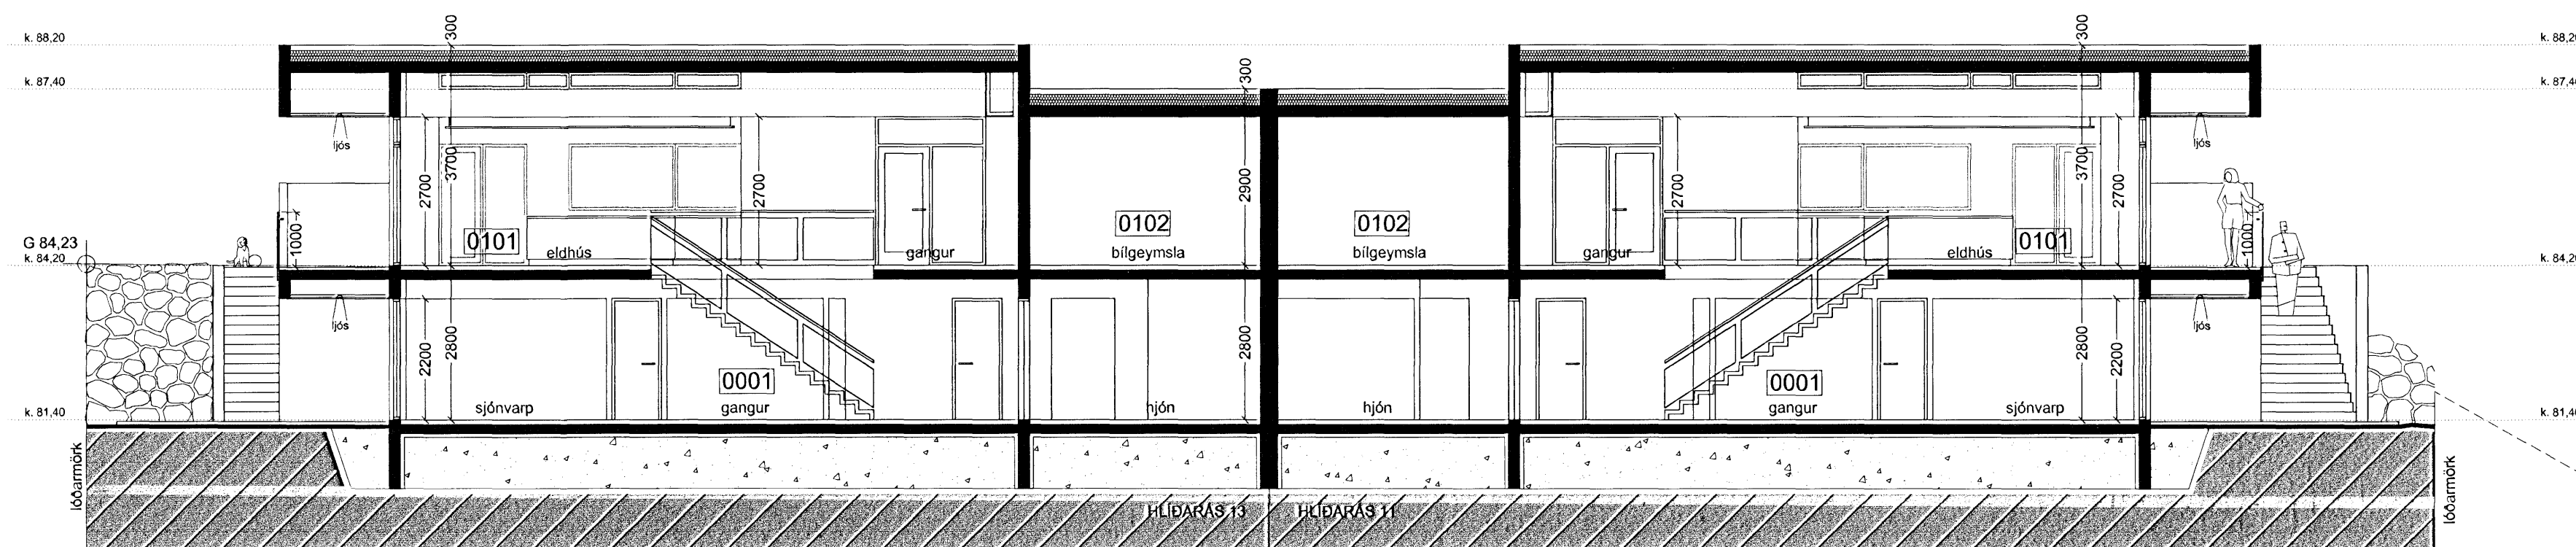 k. 88,20
300
300
k. 88,20
k. 87,40
300
k. 87,40
ljós
ljós
2700
3700
2700
2900
2700
3700
2700
1000
0101
eldhús
gangur
0102
bílgeymsla
0102
bílgeymsla
gangur
eldhús
0101
1000
G 84,23
k. 84,20
k. 84,20
ljós
ljós
2200
2800
2800
2800
2200
0001
gangur
sjónvarp
hjón
hjón
0001
gangur
sjónvarp
k. 81,40
k. 81,40
lóðarmörk
lóðarmörk
HLÍÐARÁS 13
HLÍÐARÁS 11